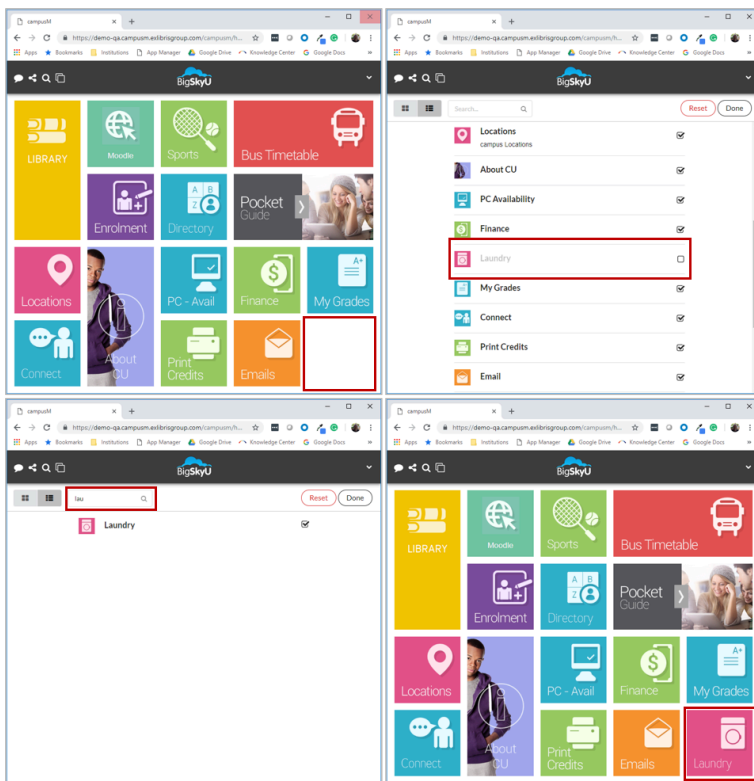 campusM
https://demo-qa.campusm.exlibrisgroup.com/campusm/h...
Apps Bookmarks Institutions App Manager Google Drive Knowledge Center G Google Docs »
BigSkyU
LIBRARY
Moodle
Sports
Bus Timetable
Enrolment
A B
Z
Directory
Pocket
Guide
Locations
About
CU
PC - Avail
Finance
A+
My Grades
Connect
Print
Credits
Emails
campusM
https://demo-qa.campusm.exlibrisgroup.com/campusm/h...
Apps Bookmarks Institutions App Manager Google Drive Knowledge Center G Google Docs »
BigSkyU
Search... Reset Done
Locations
campus Locations
About CU
PC Availability
Finance
Laundry
My Grades
Connect
Print Credits
Email
campusM
https://demo-qa.campusm.exlibrisgroup.com/campusm/h...
Apps Bookmarks Institutions App Manager Google Drive Knowledge Center G Google Docs »
BigSkyU
lau Reset Done
Laundry
campusM
https://demo-qa.campusm.exlibrisgroup.com/campusm/h...
Apps Bookmarks Institutions App Manager Google Drive Knowledge Center G Google Docs »
BigSkyU
LIBRARY
Moodle
Sports
Bus Timetable
Enrolment
A B
Z
Directory
Pocket
Guide
Locations
About
CU
PC - Avail
Finance
A+
My Grades
Connect
Print
Credits
Emails
Laundry